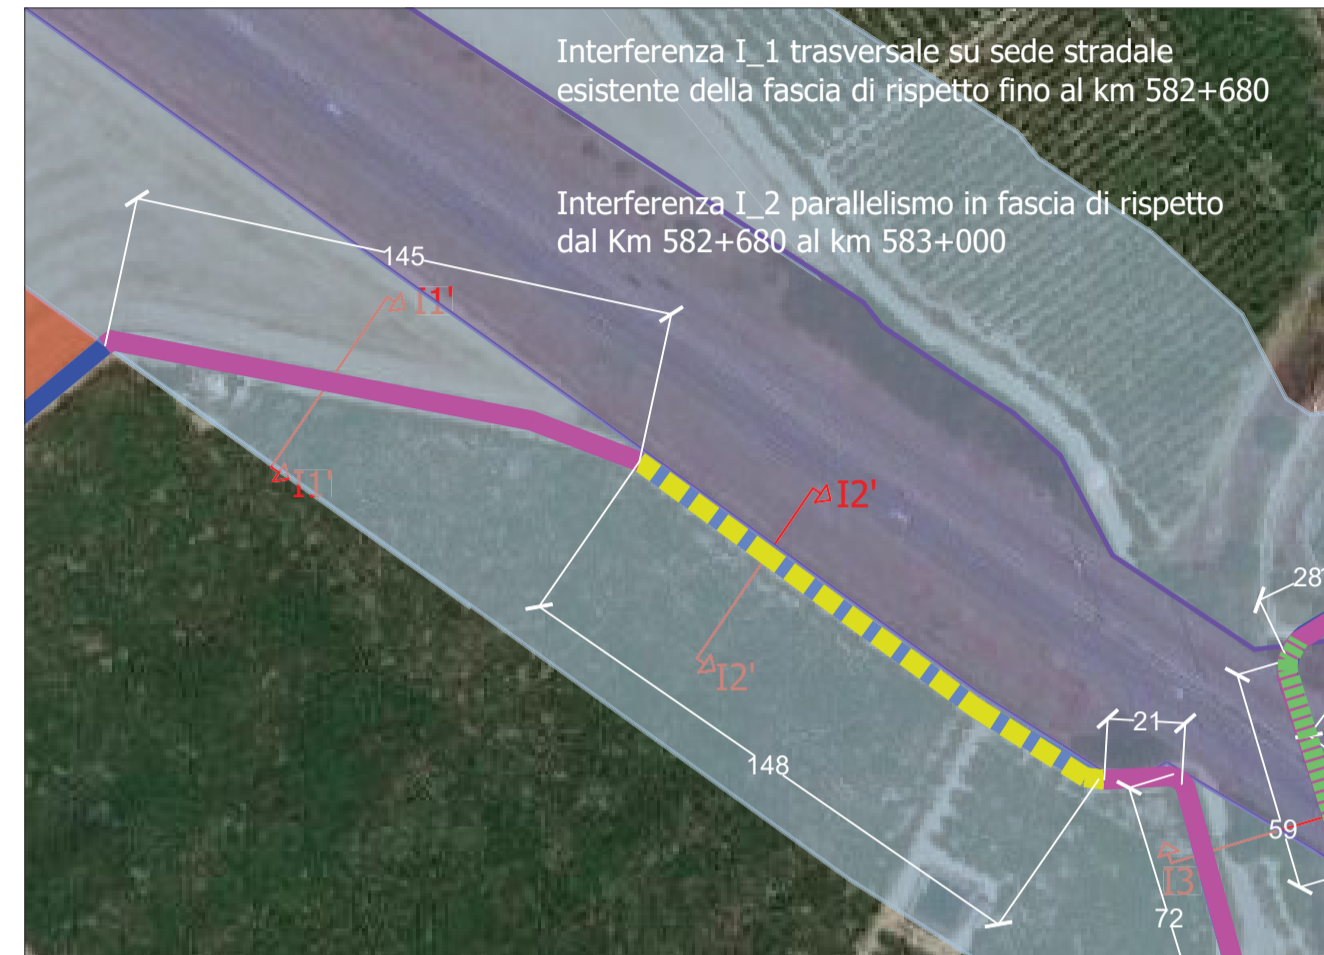 Interferenza I_1 trasversale su sede stradale
esistente della fascia di rispetto fino al km 582+680
Interferenza I_2 parallelismo in fascia di rispetto
dal Km 582+680 al km 583+000
145
I1'
I1'
I2'
I2'
148
21
28
59
I3
72